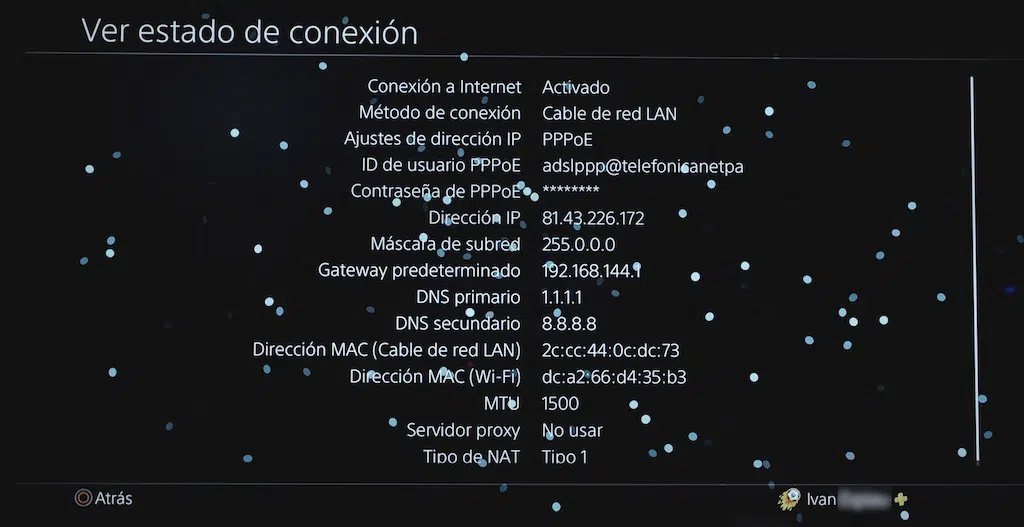 Ver estado de conexión
Conexión a Internet Activado
Método de conexión Cable de red LAN
Ajustes de dirección IP PPPoE
ID de usuario PPPoE adslppp@telefonicanetpa
Contraseña de PPPoE ********
Dirección IP 81.43.226.172
Máscara de subred 255.0.0.0
Gateway predeterminado 192.168.144.1
DNS primario 1.1.1.1
DNS secundario 8.8.8.8
Dirección MAC (Cable de red LAN) 2c:cc:44:0c:dc:73
Dirección MAC (Wi-Fi) dc:a2:66:d4:35:b3
MTU 1500
Servidor proxy No usar
Tipo de NAT Tipo 1
Atrás
Ivan